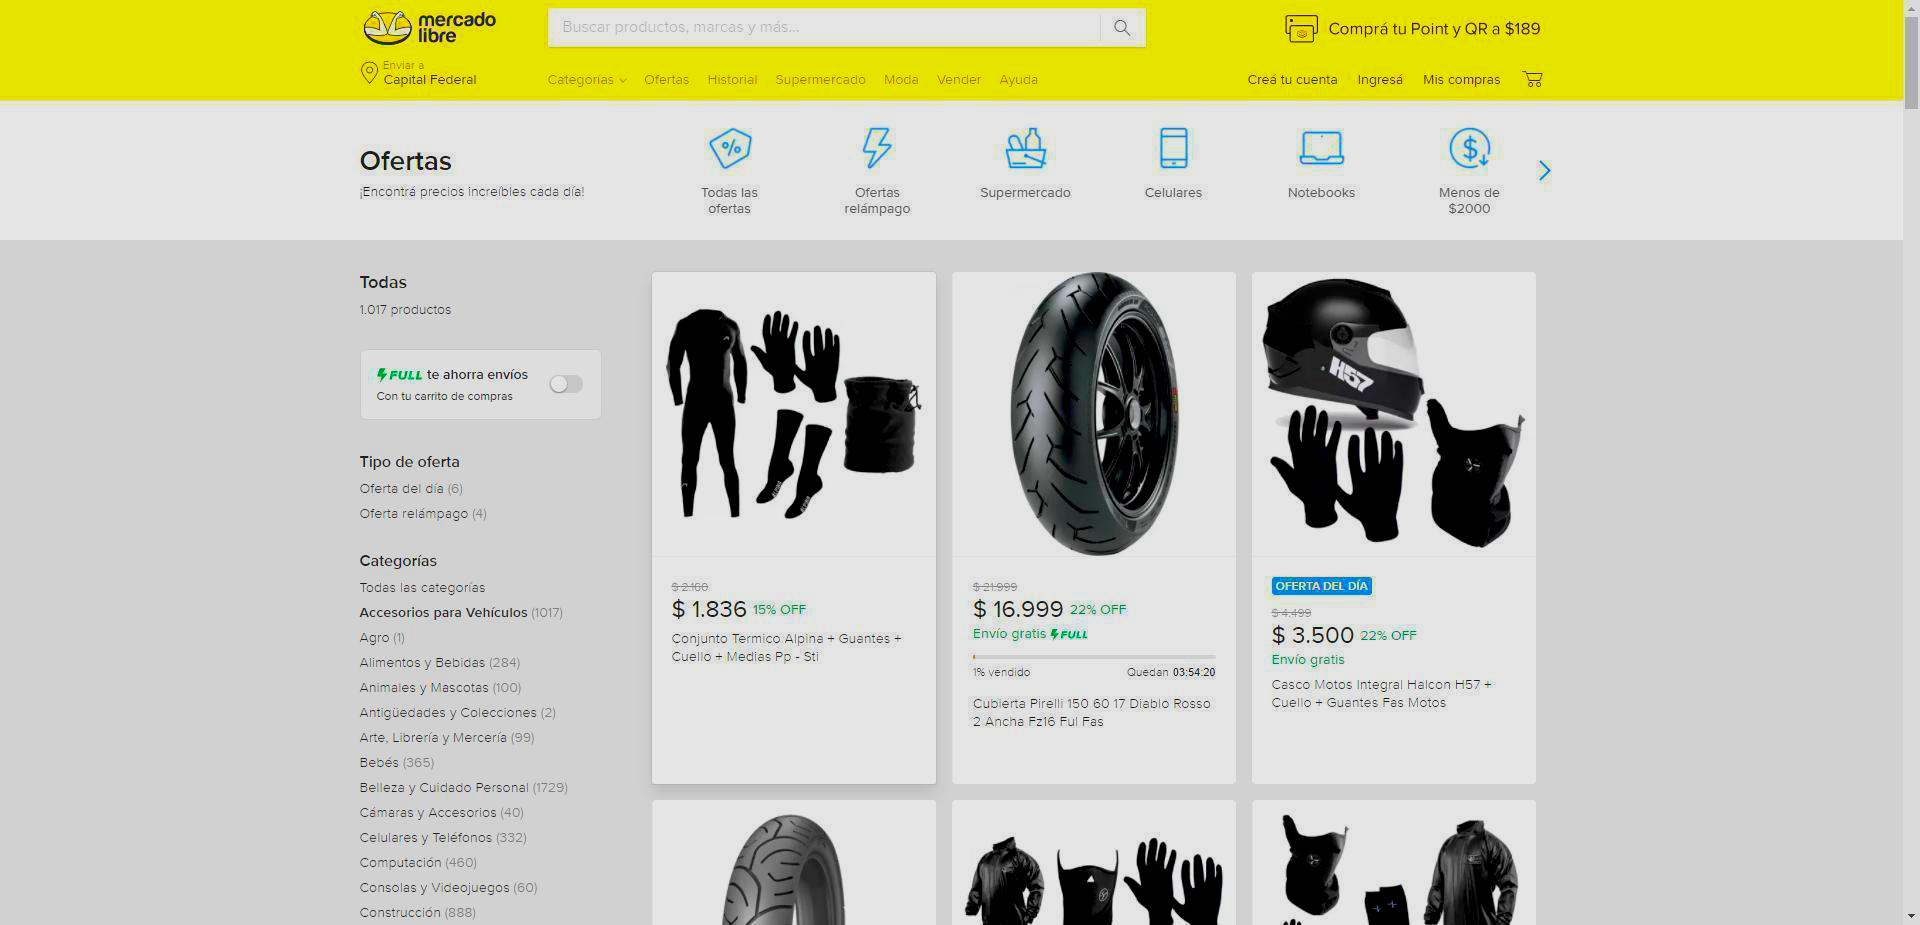 mercado
libre
Buscar productos, marcas y más...
Comprá tu Point y QR a $189
Enviar a
Capital Federal
Categorías Ofertas Historial Supermercado Moda Vender Ayuda
Creá tu cuenta Ingresá Mis compras
Ofertas
¡Encontrá precios increíbles cada día!
Todas las
ofertas
Ofertas
relámpago
Supermercado
Celulares
Notebooks
Menos de
$2000
Todas
1.017 productos
FULL te ahorra envíos
Con tu carrito de compras
Tipo de oferta
Oferta del día (6)
Oferta relámpago (4)
Categorías
Todas las categorías
Accesorios para Vehículos (1017)
Agro (1)
Alimentos y Bebidas (284)
Animales y Mascotas (100)
Antigüedades y Colecciones (2)
Arte, Librería y Mercería (99)
Bebés (365)
Belleza y Cuidado Personal (1729)
Cámaras y Accesorios (40)
Celulares y Teléfonos (332)
Computación (460)
Consolas y Videojuegos (60)
Construcción (888)
$ 2.160
$ 1.836 15% OFF
Conjunto Termico Alpina + Guantes +
Cuello + Medias Pp - Sti
$ 21.999
$ 16.999 22% OFF
Envío gratis FULL
1% vendido
Quedan 03:54:20
Cubierta Pirelli 150 60 17 Diablo Rosso
2 Ancha Fz16 Ful Fas
H57
OFERTA DEL DÍA
$ 4.499
$ 3.500 22% OFF
Envío gratis
Casco Motos Integral Halcon H57 +
Cuello + Guantes Fas Motos